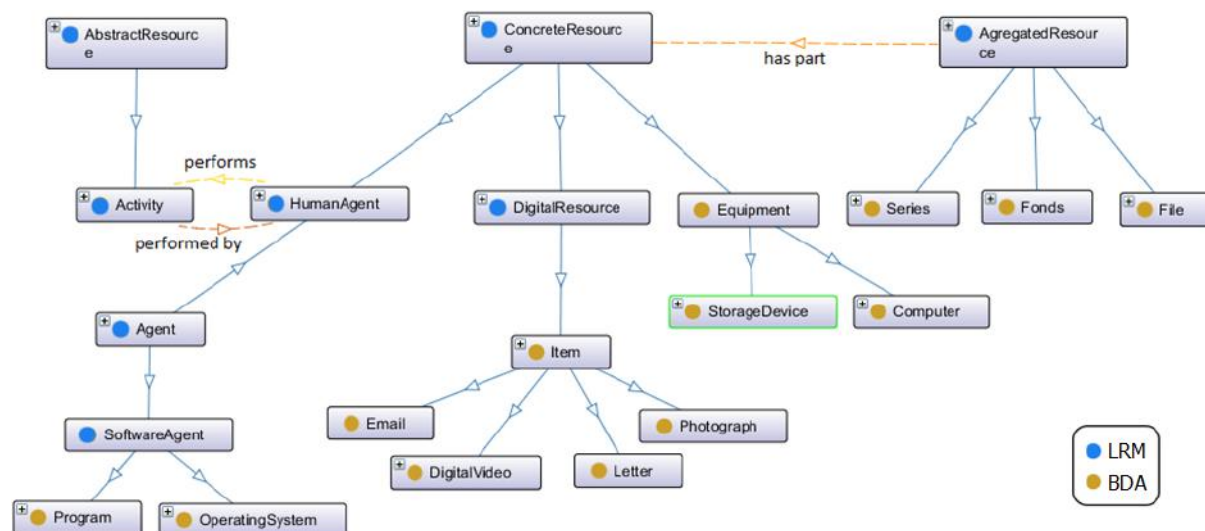 AbstractResourc
e
ConcreteResourc
e
AgregatedResour
ce
has part
performs
Activity
HumanAgent
performed by
DigitalResource
Equipment
Series
Fonds
File
StorageDevice
Computer
Agent
Item
Email
Photograph
SoftwareAgent
DigitalVideo
Letter
Program
OperatingSystem
LRM
BDA